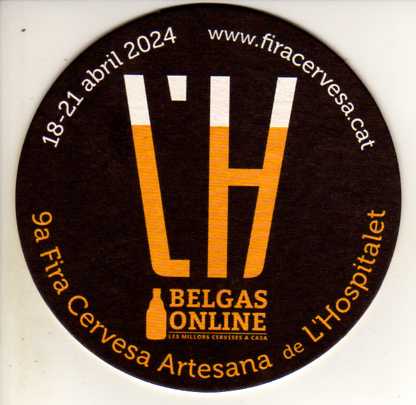 18-21 abril 2024
www.firacervesa.cat
L'H
BELGAS
ONLINE
LES MILLORS CERVESES A CASA
9a Fira Cervesa Artesana de L'Hospitalet